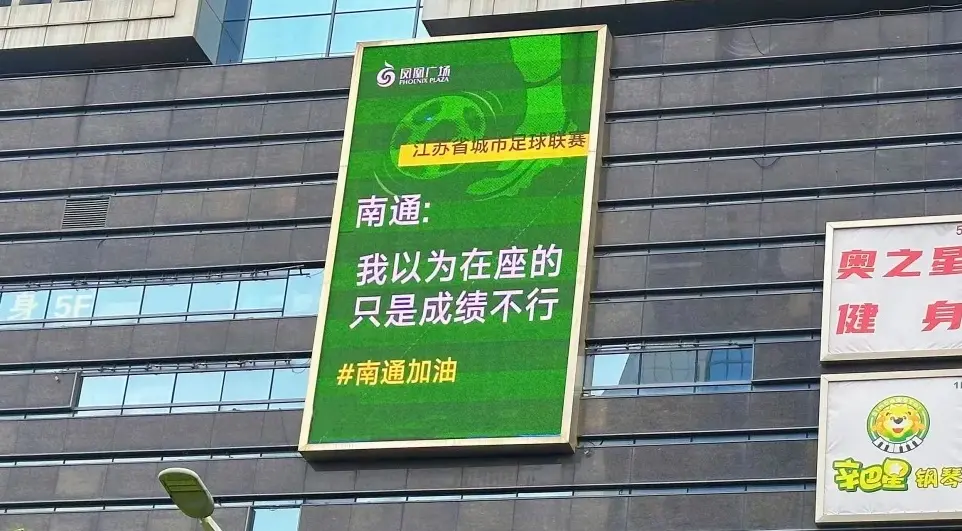 凤凰广场
PHOENIX PLAZA
江苏省城市足球联赛
南通:
我以为在座的
只是成绩不行
#南通加油
身 5F
奥之星
健 身
辛巴星 钢琴